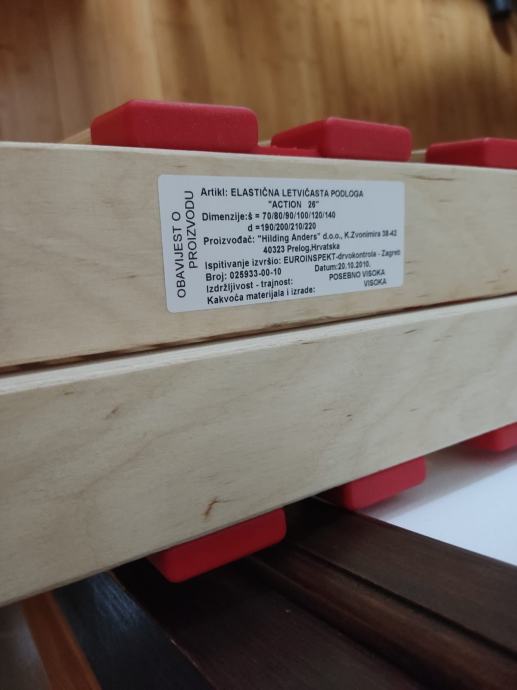 OBAVIJEST O
PROIZVODU
Artikl: ELASTIČNA LETVIČASTA PODLOGA
"ACTION 26"
Dimenzije:š = 70/80/90/100/120/140
d =190/200/210/220
Proizvođač: "Hilding Anders" d.o.o., K.Zvonimira 38-42
40323 Prelog,Hrvatska
Ispitivanje izvršio: EUROINSPEKT-drvokontrola - Zagreb
Broj: 025933-00-10 Datum:20.10.2010.
Izdržljivost - trajnost: POSEBNO VISOKA
Kakvoća materijala i izrade: VISOKA